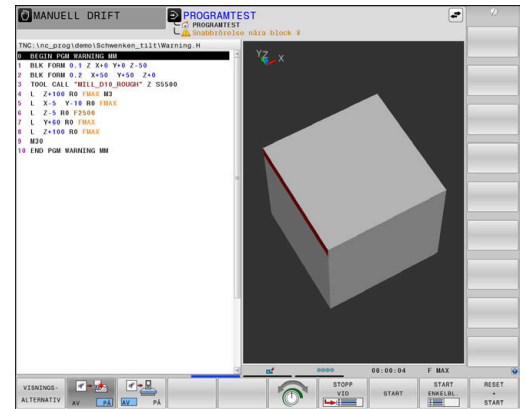 MANUELL DRIFT
PROGRAMTEST
PROGRAMTEST
Snabbrörelse nära block 8
TNC:\nc_prog\demo\Schwenken_tilt\Warning.H
0 BEGIN PGM WARNING MM
1 BLK FORM 0.1 Z X+0 Y+0 Z-50
2 BLK FORM 0.2 X+50 Y+50 Z+0
3 TOOL CALL "MILL_D10_ROUGH" Z S5500
4 L Z+100 R0 FMAX M3
5 L X-5 Y-10 R0 FMAX
6 L Z-5 R0 F2500
7 L Y+60 R0 FMAX
8 L Z+100 R0 FMAX
9 M30
10 END PGM WARNING MM
YZ X
00:00:04 F MAX
VISNINGS-
ALTERNATIV
AV PÅ
AV PÅ
STOPP
VID
START
START
ENKELBL.
RESET
+
START